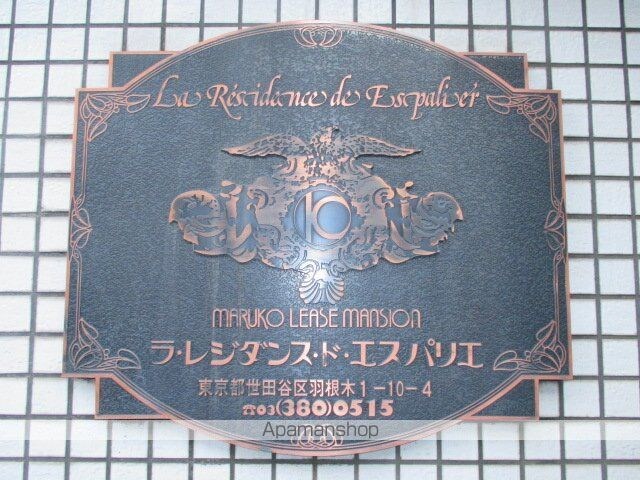 La Résidence de Espalier
MARUKO LEASE MANSION
ラ・レジダンス・ド・エスパリエ
東京都世田谷区羽根木1-10-4
☎03(380)0515
Apamanshop